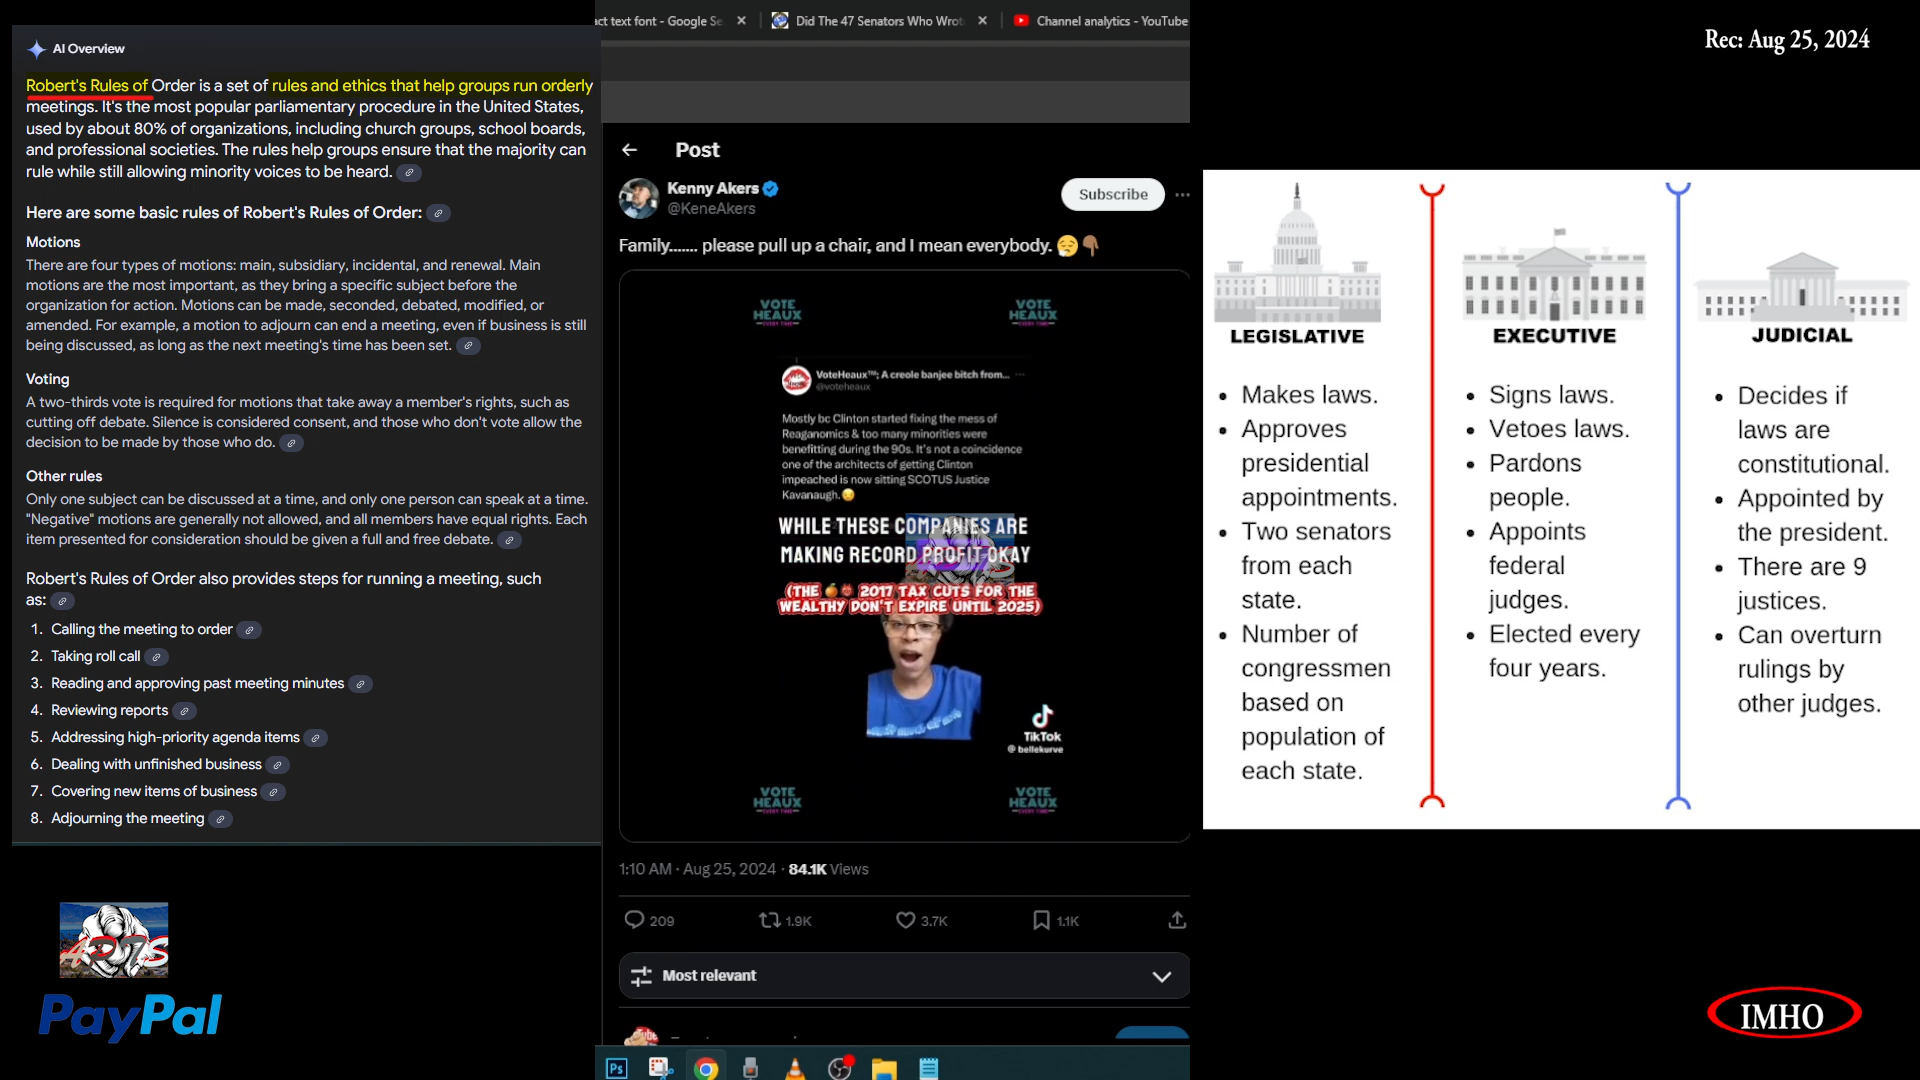 AI Overview
Robert's Rules of Order is a set of rules and ethics that help groups run orderly
meetings. It's the most popular parliamentary procedure in the United States,
used by about 80% of organizations, including church groups, school boards,
and professional societies. The rules help groups ensure that the majority can
rule while still allowing minority voices to be heard.
Here are some basic rules of Robert's Rules of Order:
Motions
There are four types of motions: main, subsidiary, incidental, and renewal. Main
motions are the most important, as they bring a specific subject before the
organization for action. Motions can be made, seconded, debated, modified, or
amended. For example, a motion to adjourn can end a meeting, even if business is still
being discussed, as long as the next meeting's time has been set.
Voting
A two-thirds vote is required for motions that take away a member's rights, such as
cutting off debate. Silence is considered consent, and those who don't vote allow the
decision to be made by those who do.
Other rules
Only one subject can be discussed at a time, and only one person can speak at a time.
"Negative" motions are generally not allowed, and all members have equal rights. Each
item presented for consideration should be given a full and free debate.
Robert's Rules of Order also provides steps for running a meeting, such
as:
1. Calling the meeting to order
2. Taking roll call
3. Reading and approving past meeting minutes
4. Reviewing reports
5. Addressing high-priority agenda items
6. Dealing with unfinished business
7. Covering new items of business
8. Adjourning the meeting
PayPal
act text font - Google Se
Did The 47 Senators Who Wrot
Channel analytics - YouTube
Post
Kenny Akers
@KeneAkers
Subscribe
Family....... please pull up a chair, and I mean everybody. 😮‍💨👇🏾
VOTE
HEAUX
EVERY TIME
VOTE
HEAUX
EVERY TIME
VoteHeaux™; A creole banjee bitch from...
@voteheaux
Mostly bc Clinton started fixing the mess of
Reaganomics & too many minorities were
benefitting during the 90s. It's not a coincidence
one of the architects of getting Clinton
impeached is now sitting SCOTUS Justice
Kavanaugh.
WHILE THESE COMPANIES ARE
MAKING RECORD PROFIT OKAY
(THE 🍊👹 2017 TAX CUTS FOR THE
WEALTHY DON'T EXPIRE UNTIL 2025)
TikTok
@bellekurve
VOTE
HEAUX
EVERY TIME
VOTE
HEAUX
EVERY TIME
1:10 AM · Aug 25, 2024 · 84.1K Views
209
1.9K
3.7K
1.1K
Most relevant
Ps
Rec: Aug 25, 2024
LEGISLATIVE
• Makes laws.
• Approves
presidential
appointments.
• Two senators
from each
state.
• Number of
congressmen
based on
population of
each state.
EXECUTIVE
• Signs laws.
• Vetoes laws.
• Pardons
people.
• Appoints
federal
judges.
• Elected every
four years.
JUDICIAL
• Decides if
laws are
constitutional.
• Appointed by
the president.
• There are 9
justices.
• Can overturn
rulings by
other judges.
IMHO